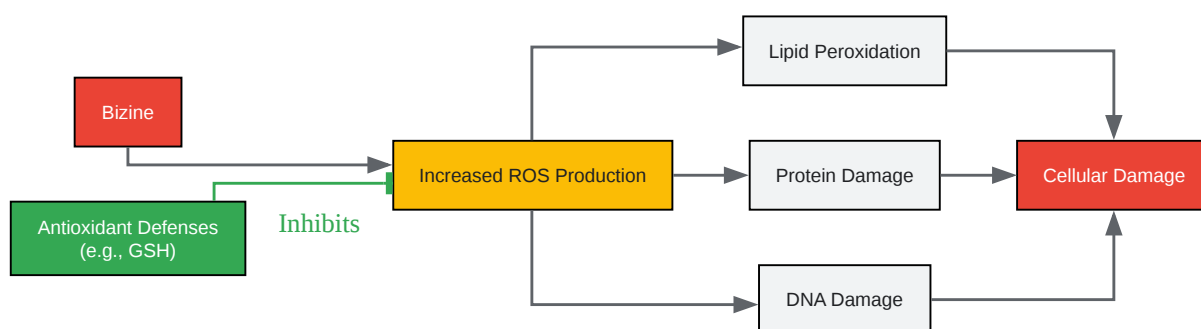 Lipid Peroxidation
Bizine
Increased ROS Production
Protein Damage
Cellular Damage
Antioxidant Defenses
(e.g., GSH)
Inhibits
DNA Damage